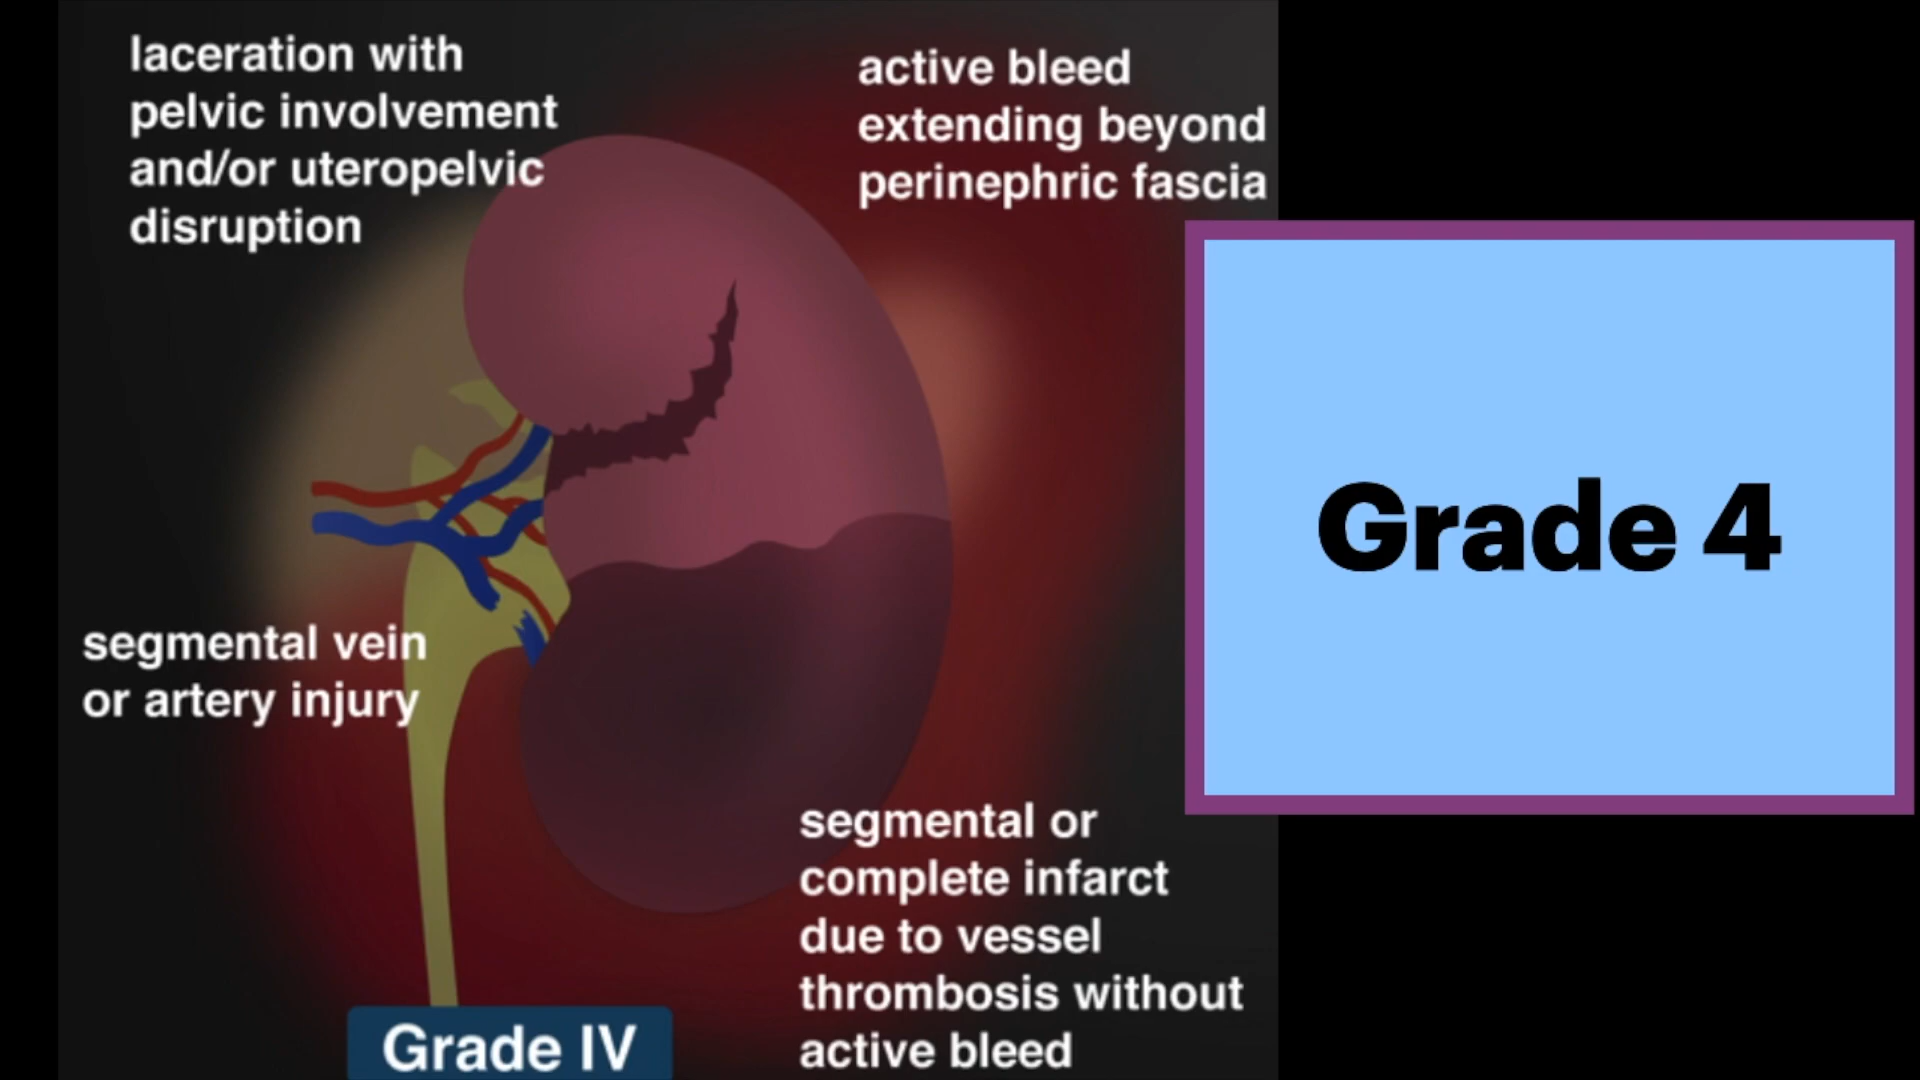 laceration with
pelvic involvement
and/or uteropelvic
disruption
active bleed
extending beyond
perinephric fascia
Grade 4
segmental vein
or artery injury
segmental or
complete infarct
due to vessel
thrombosis without
active bleed
Grade IV